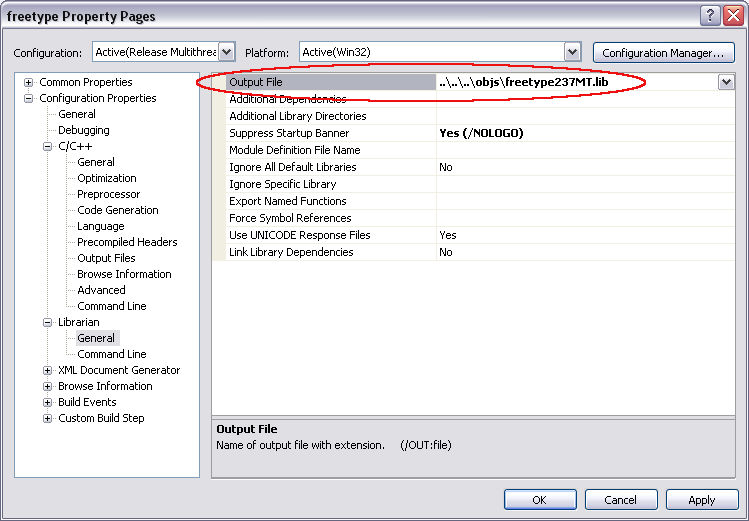 freetype Property Pages
Configuration: Active(Release Multithrea Platform: Active(Win32) Configuration Manager...
Common Properties
Configuration Properties
General
Debugging
C/C++
General
Optimization
Preprocessor
Code Generation
Language
Precompiled Headers
Output Files
Browse Information
Advanced
Command Line
Librarian
General
Command Line
XML Document Generator
Browse Information
Build Events
Custom Build Step
Output File ..\..\..\objs\freetype237MT.lib
Additional Dependencies
Additional Library Directories
Suppress Startup Banner Yes (/NOLOGO)
Module Definition File Name
Ignore All Default Libraries No
Ignore Specific Library
Export Named Functions
Force Symbol References
Use UNICODE Response Files Yes
Link Library Dependencies No
Output File
Name of output file with extension. (/OUT:file)
OK Cancel Apply